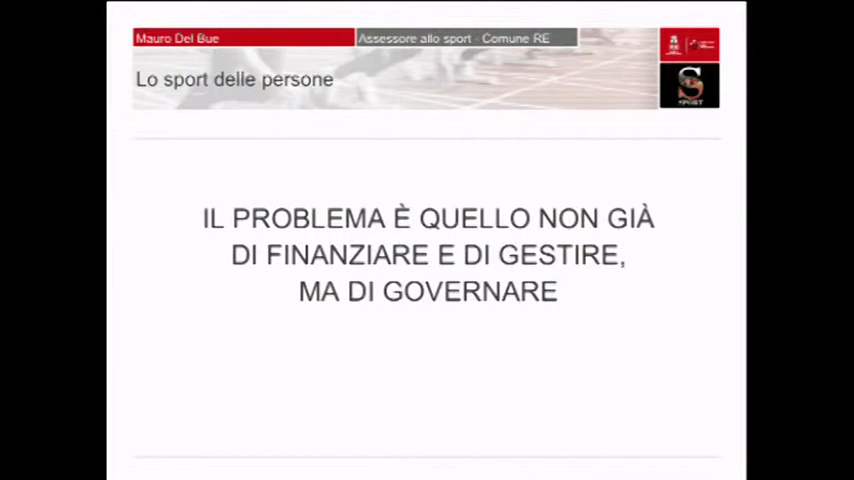 Mauro Del Bue
Assessore allo sport - Comune RE
Lo sport delle persone
IL PROBLEMA È QUELLO NON GIÀ
DI FINANZIARE E DI GESTIRE,
MA DI GOVERNARE